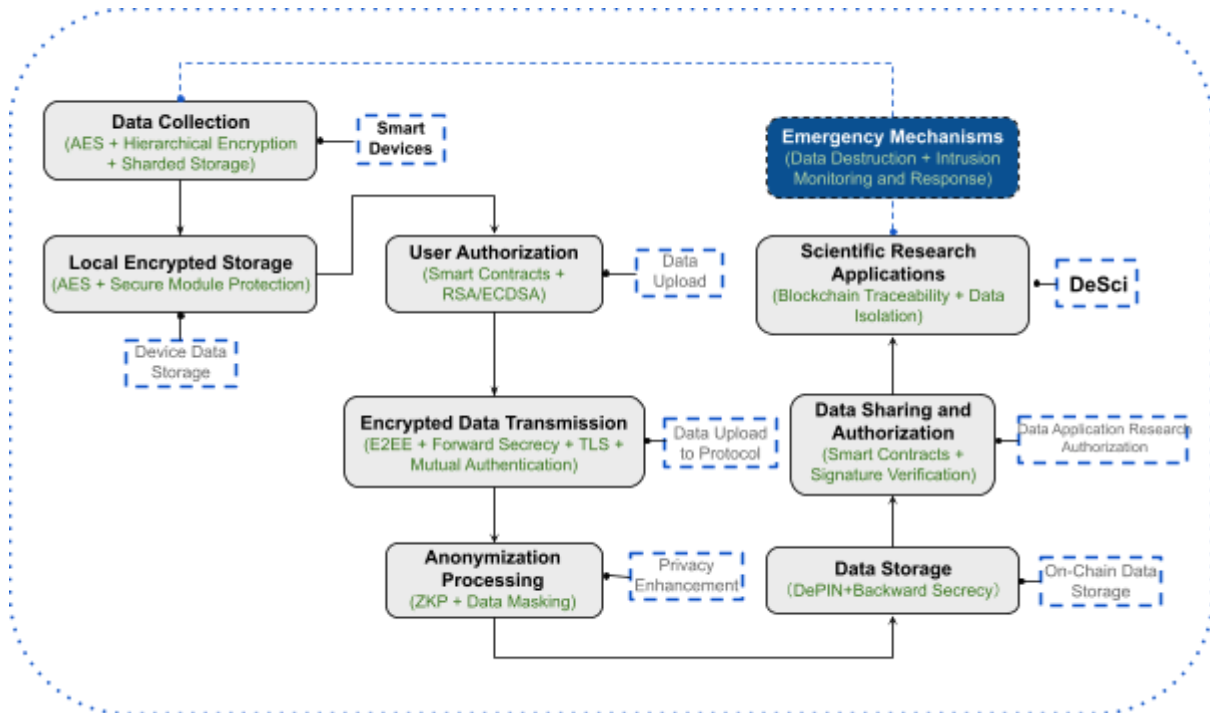 Data Collection
(AES + Hierarchical Encryption
+ Sharded Storage)
Smart
Devices
Emergency Mechanisms
(Data Destruction + Intrusion
Monitoring and Response)
Local Encrypted Storage
(AES + Secure Module Protection)
Device Data
Storage
User Authorization
(Smart Contracts +
RSA/ECDSA)
Data
Upload
Scientific Research
Applications
(Blockchain Traceability + Data
Isolation)
DeSci
Encrypted Data Transmission
(E2EE + Forward Secrecy + TLS +
Mutual Authentication)
Data Upload
to Protocol
Data Sharing and
Authorization
(Smart Contracts +
Signature Verification)
Data Application Research
Authorization
Anonymization
Processing
(ZKP + Data Masking)
Privacy
Enhancement
Data Storage
（DePIN+Backward Secrecy）
On-Chain Data
Storage